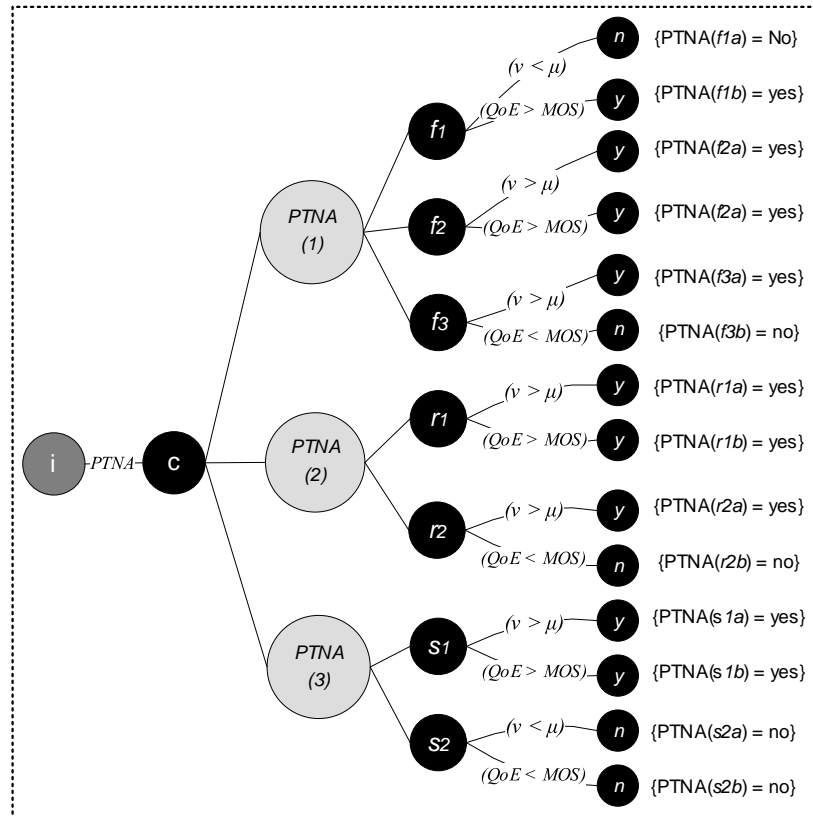 n {PTNA(f1a) = No}
(v < μ)
y {PTNA(f1b) = yes}
(QoE > MOS)
f1
y {PTNA(f2a) = yes}
(v > μ)
PTNA
(1)
f2
(QoE > MOS)
y {PTNA(f2a) = yes}
y {PTNA(f3a) = yes}
(v > μ)
f3
(QoE < MOS)
n {PTNA(f3b) = no}
y {PTNA(r1a) = yes}
(v > μ)
r1
(QoE > MOS)
y {PTNA(r1b) = yes}
i PTNA c
PTNA
(2)
y {PTNA(r2a) = yes}
(v > μ)
r2
(QoE < MOS)
n {PTNA(r2b) = no}
y {PTNA(s1a) = yes}
(v > μ)
PTNA
(3)
s1
(QoE > MOS)
y {PTNA(s1b) = yes}
(v < μ)
n {PTNA(s2a) = no}
s2
(QoE < MOS)
n {PTNA(s2b) = no}